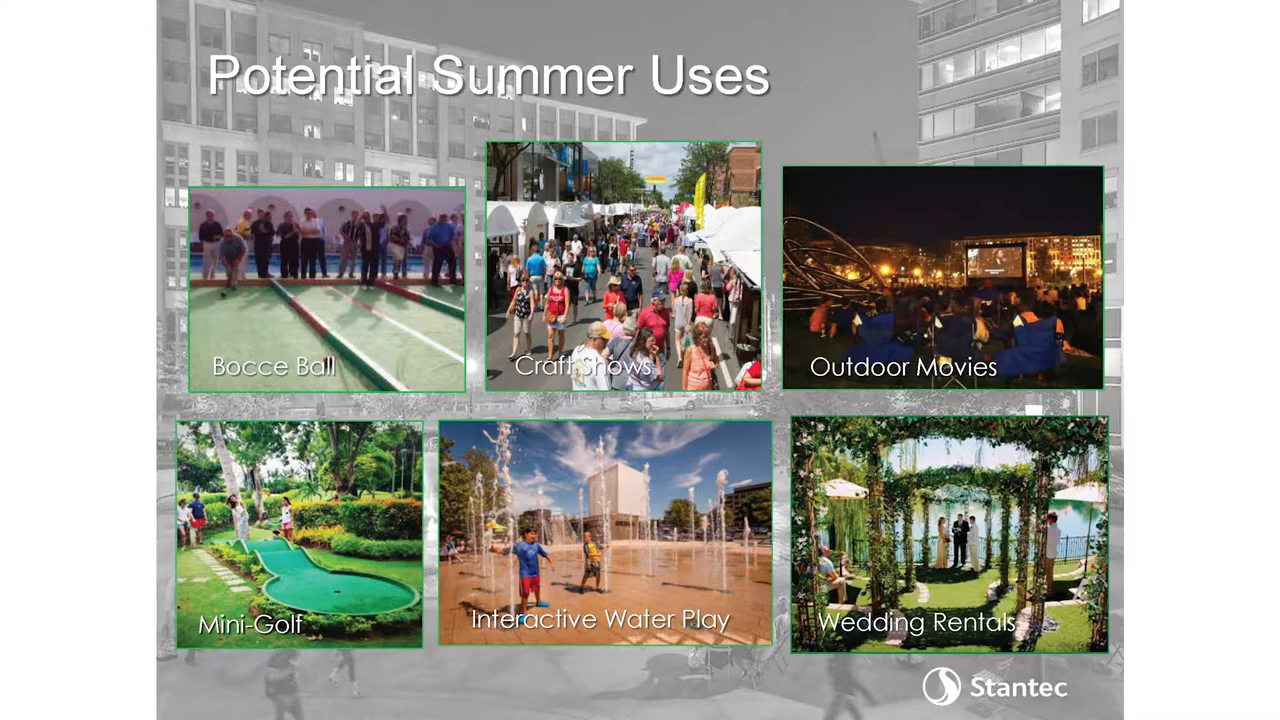 Potential Summer Uses
Bocce Ball
Craft Shows
Outdoor Movies
Mini-Golf
Interactive Water Play
Wedding Rentals
Stantec